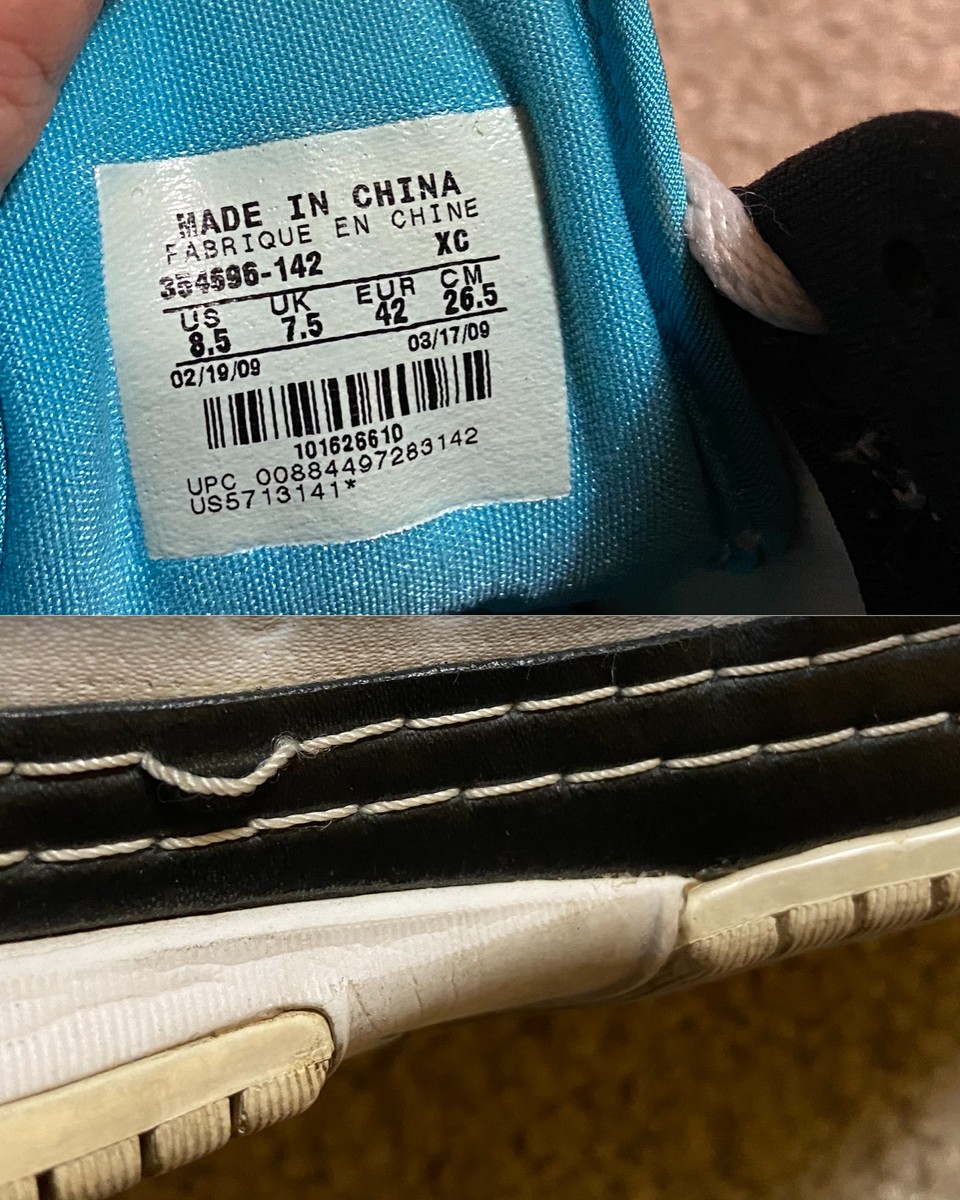 MADE IN CHINA
FABRIQUE EN CHINE
354696-142 XC
US UK EUR CM
8.5 7.5 42 26.5
02/19/09 03/17/09
101626610
UPC 00884497283142
US5713141*